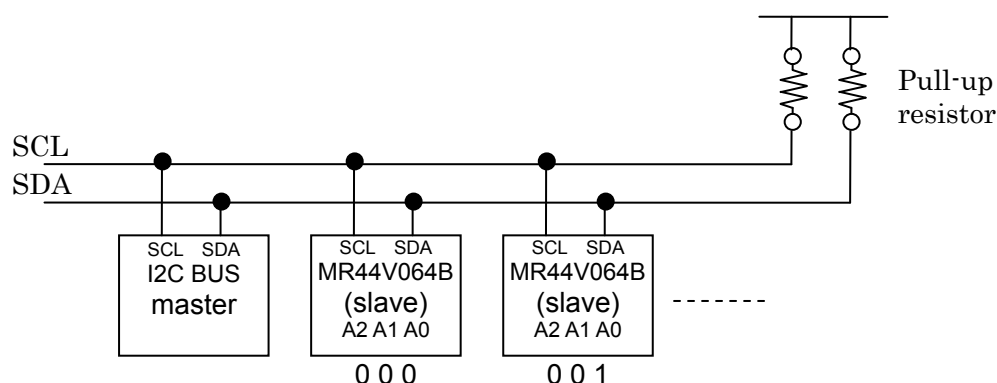 Pull-up
resistor
SCL
SDA
SCL SDA
I2C BUS
master
SCL SDA
MR44V064B
(slave)
A2 A1 A0
0 0 0
SCL SDA
MR44V064B
(slave)
A2 A1 A0
0 0 1